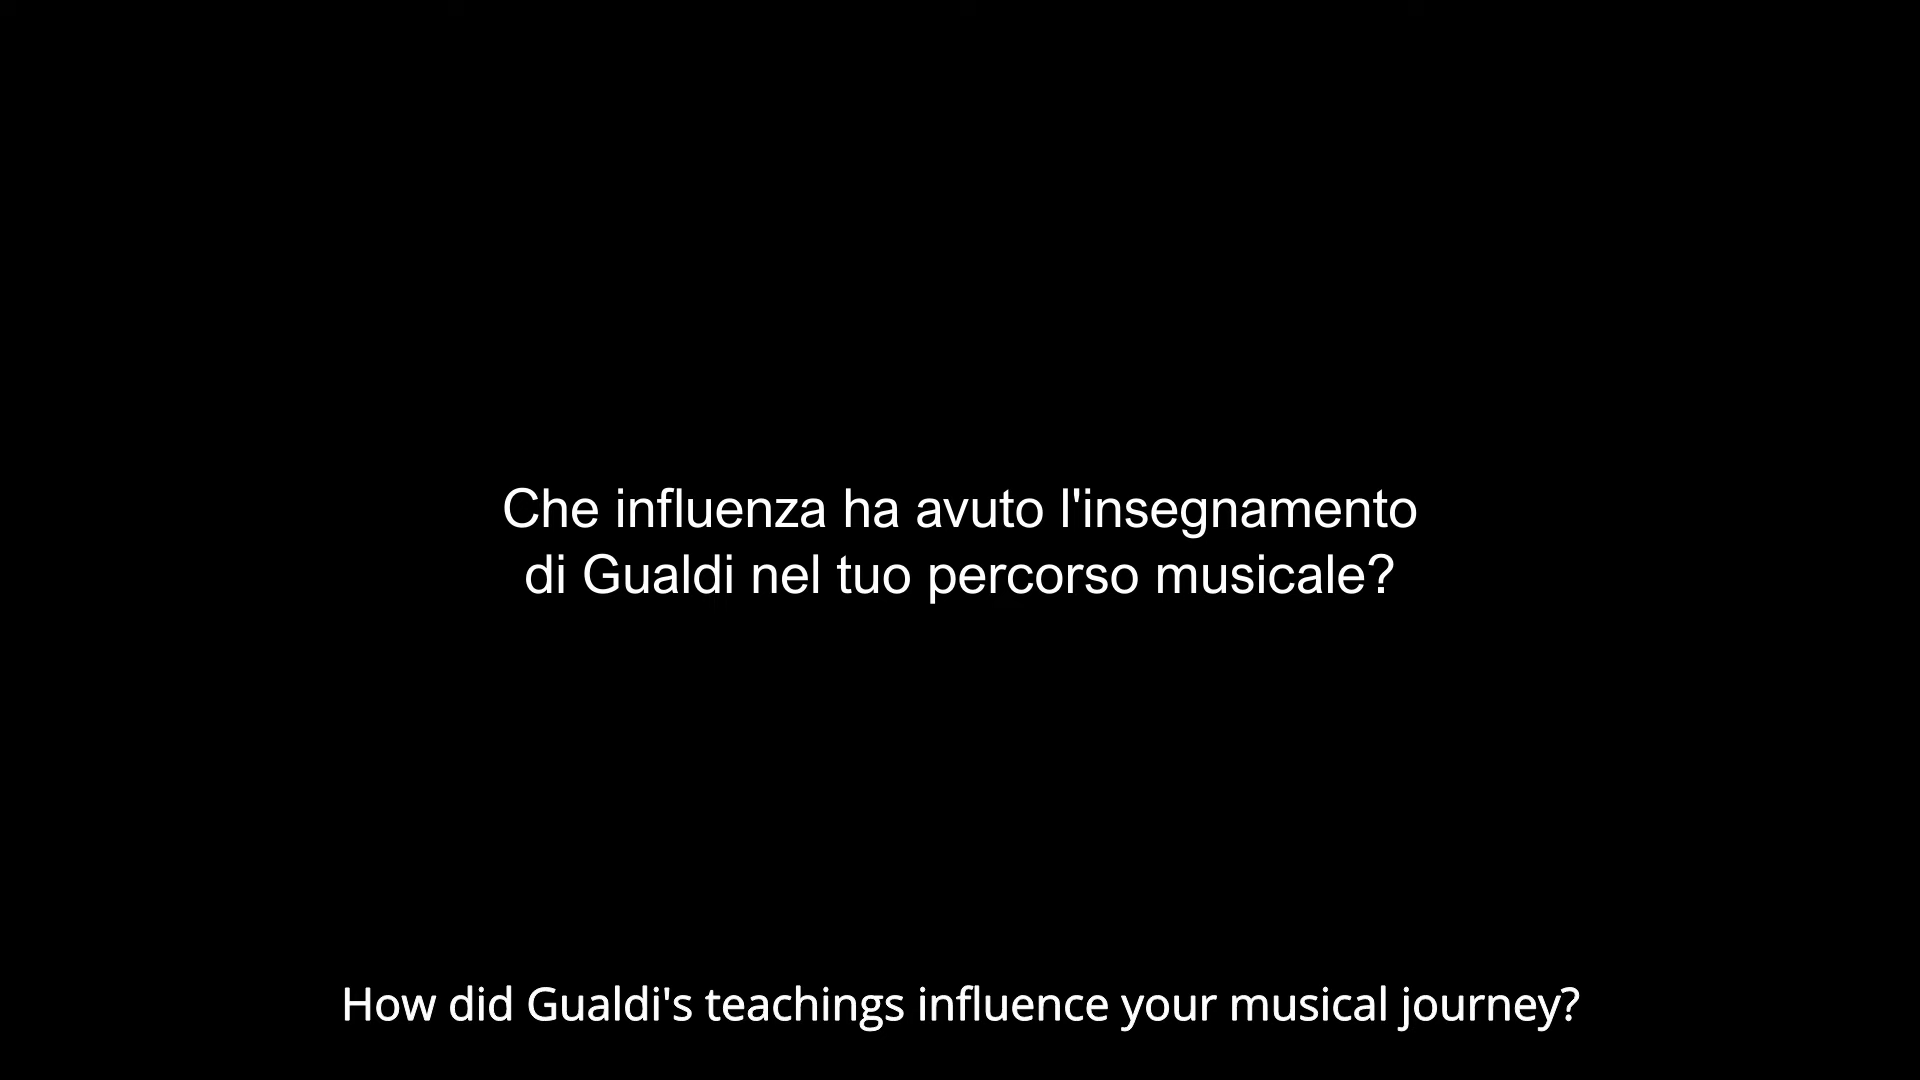 Che influenza ha avuto l'insegnamento
di Gualdi nel tuo percorso musicale?
How did Gualdi's teachings influence your musical journey?